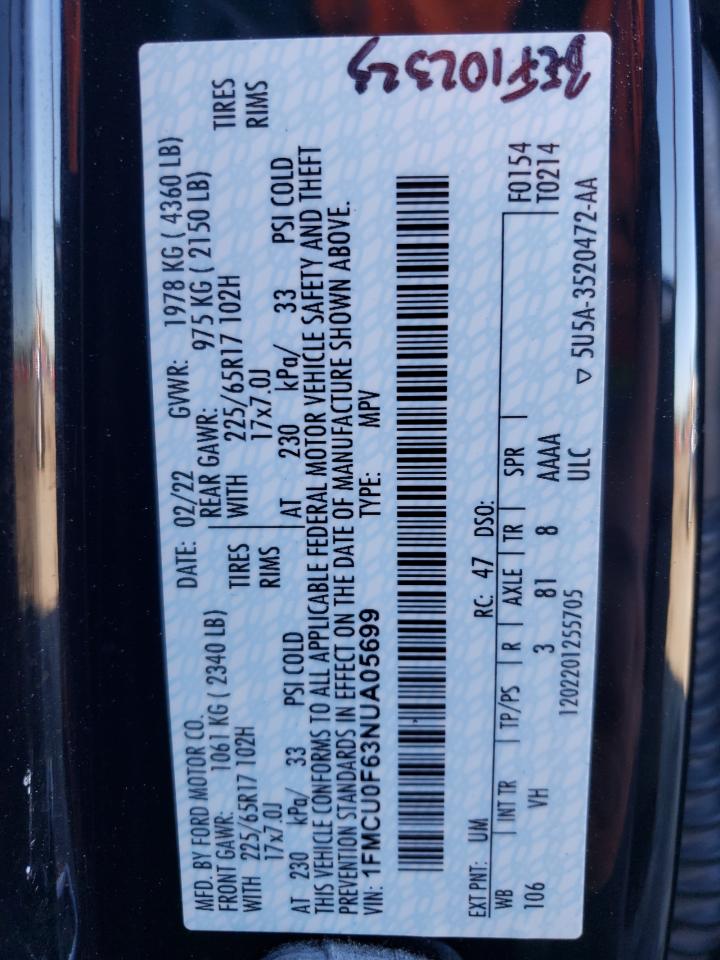 MFD. BY FORD MOTOR CO.
DATE: 02/22 GVWR: 1978 KG ( 4360 LB)
FRONT GAWR: 1061 KG ( 2340 LB) REAR GAWR: 975 KG ( 2150 LB)
WITH 225/65R17 102H TIRES WITH 225/65R17 102H TIRES
17x7.0J RIMS 17x7.0J RIMS
AT 230 kPa/ 33 PSI COLD AT 230 kPa/ 33 PSI COLD
THIS VEHICLE CONFORMS TO ALL APPLICABLE FEDERAL MOTOR VEHICLE SAFETY AND THEFT
PREVENTION STANDARDS IN EFFECT ON THE DATE OF MANUFACTURE SHOWN ABOVE.
VIN: 1FMCU0F63NUA05699 TYPE: MPV
EXT PNT: UM RC: 47 DSO: F0154
WB INT TR TP/PS R AXLE TR SPR T0214
106 VH 3 81 8 AAAA
1202201255705 ULC ▽ 5U5A-3520472-AA